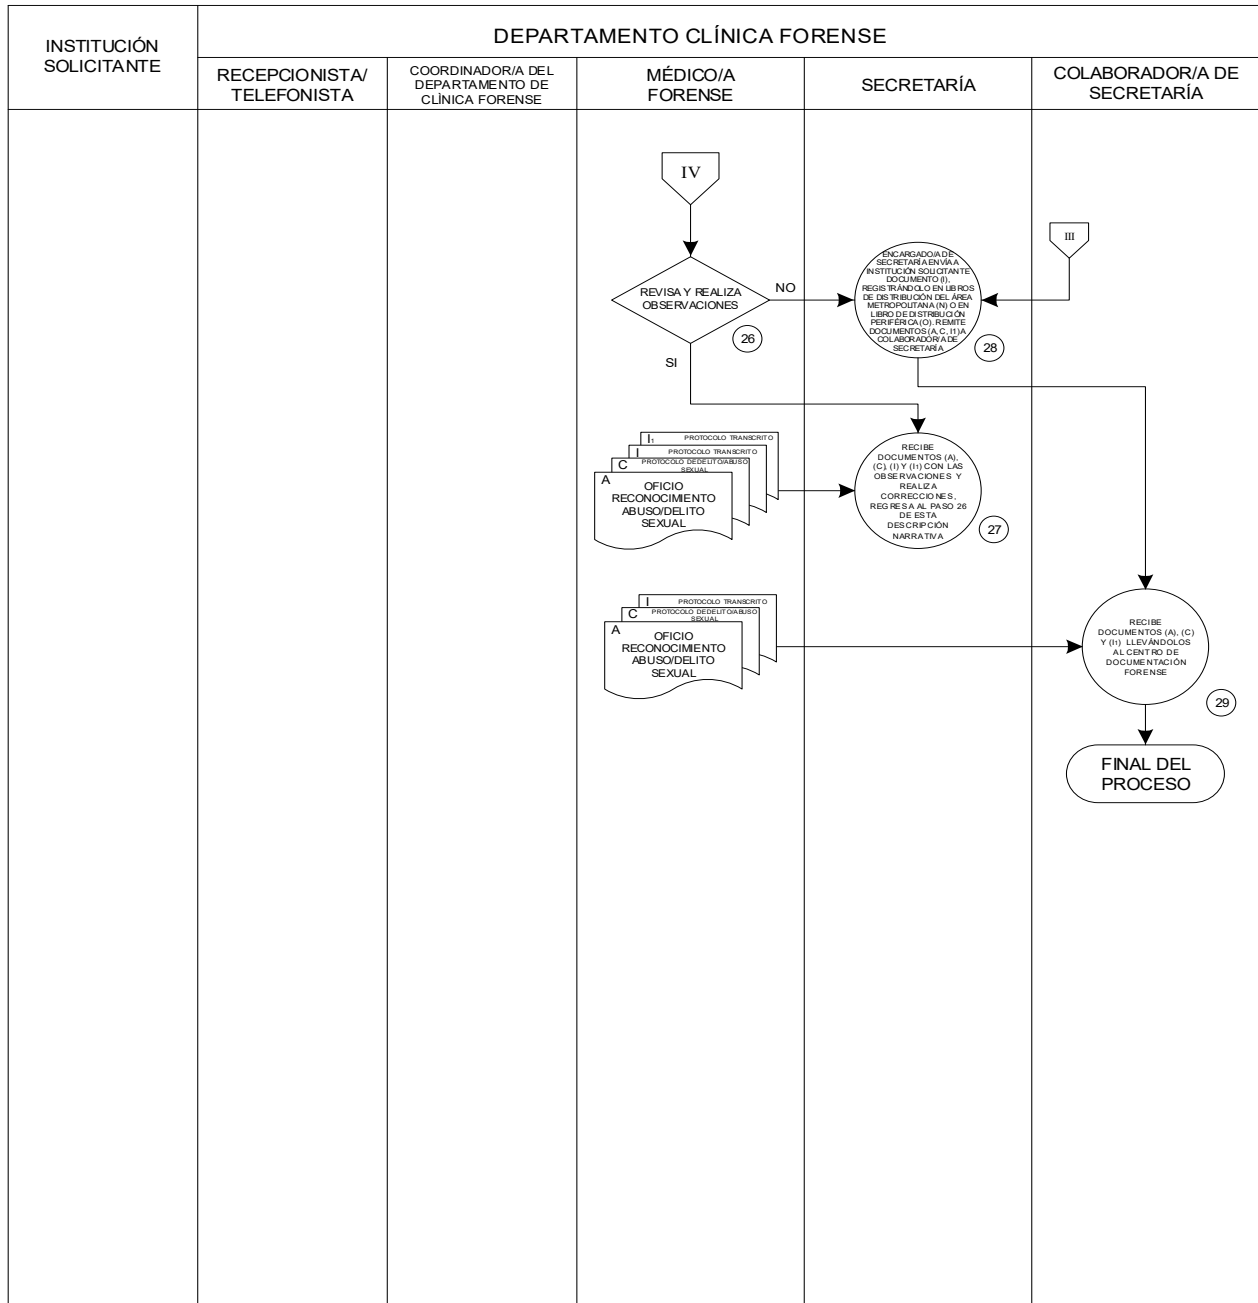 INSTITUCIÓN
SOLICITANTE
DEPARTAMENTO CLÍNICA FORENSE
RECEPCIONISTA/
TELEFONISTA
COORDINADOR/A DEL
DEPARTAMENTO DE
CLÌNICA FORENSE
MÉDICO/A
FORENSE
SECRETARÍA
COLABORADOR/A DE
SECRETARÍA
IV
III
REVISA Y REALIZA
OBSERVACIONES
26
NO
SI
ENCARGADO/A DE
SECRETARÍA ENVÍA A
INSTITUCIÓN SOLICITANTE
DOCUMENTO (I),
REGISTRÁNDOLO EN LIBROS
DE DISTRIBUCIÓN DEL ÁREA
METROPOLITANA (N) O EN
LIBRO DE DISTRIBUCIÓN
PERIFÉRICA (O). REMITE
DOCUMENTOS (A, C, I1) A
COLABORADOR/A DE
SECRETARÍA
28
I1 PROTOCOLO TRANSCRITO
I PROTOCOLO TRANSCRITO
C PROTOCOLO DEDELITO/ABUSO
SEXUAL
A
OFICIO
RECONOCIMIENTO
ABUSO/DELITO
SEXUAL
RECIBE
DOCUMENTOS (A),
(C), (I) Y (I1) CON LAS
OBSERVACIONES Y
REALIZA
CORRECCIONES,
REGRESA AL PASO 26
DE ESTA
DESCRIPCIÓN
NARRATIVA
27
I PROTOCOLO TRANSCRITO
C PROTOCOLO DEDELITO/ABUSO
SEXUAL
A
OFICIO
RECONOCIMIENTO
ABUSO/DELITO
SEXUAL
RECIBE
DOCUMENTOS (A), (C)
Y (I1) LLEVÁNDOLOS
AL CENTRO DE
DOCUMENTACIÓN
FORENSE
29
FINAL DEL
PROCESO